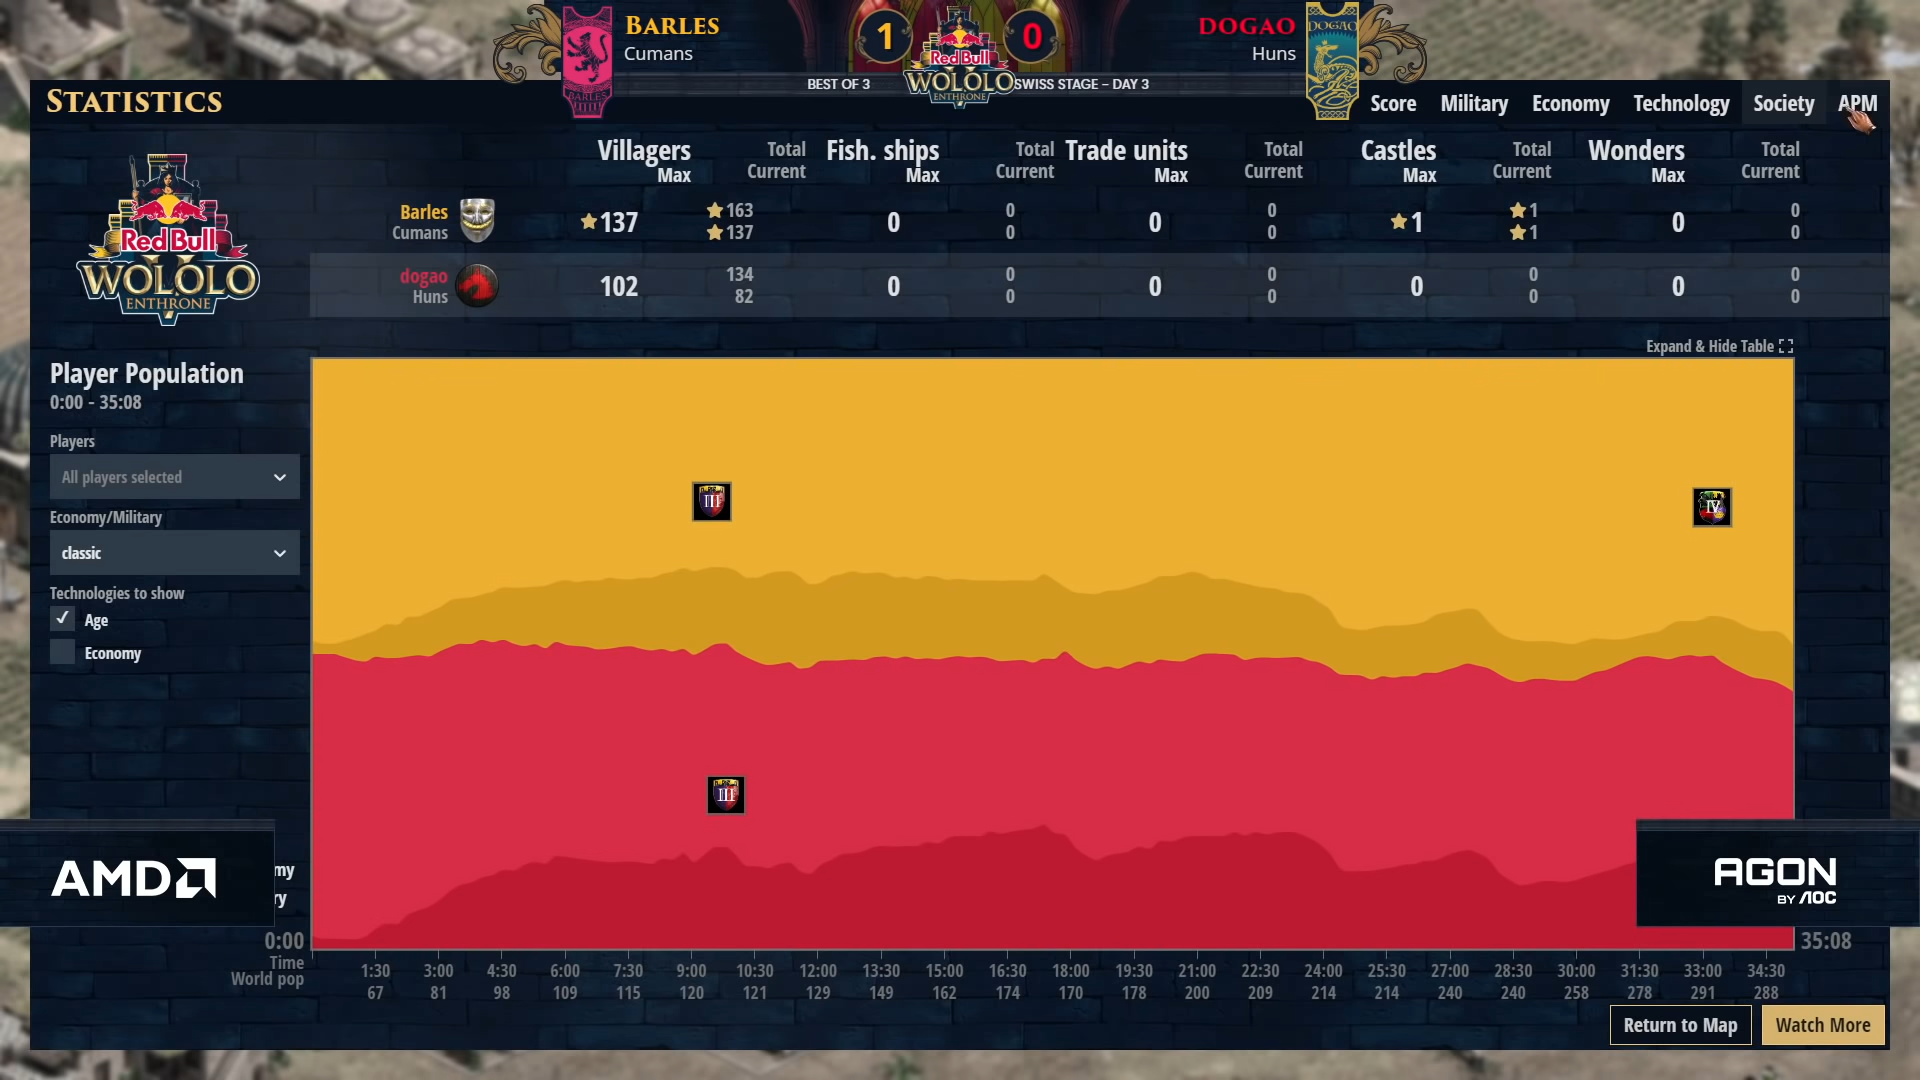 BARLES
Cumans
1
0
DOGAO
Huns
BARLES
DOGAO
Red Bull
WOLOLO
ENTHRONE
BEST OF 3
SWISS STAGE – DAY 3
STATISTICS
Score Military Economy Technology Society APM
Villagers Total Fish. ships Total Trade units Total Castles Total Wonders Total
Max Current Max Current Max Current Max Current Max Current
Barles
Cumans
137 163 0 0 0 0 1 1 0 0
137 0 0 1 0
dogao
Huns
102 134 0 0 0 0 0 0 0 0
82 0 0 0 0
Red Bull
WOLOLO
ENTHRONE
Expand & Hide Table
Player Population
0:00 - 35:08
Players
All players selected
Economy/Military
classic
Technologies to show
Age
Economy
III
IV
III
AMD
my
ry
AGON
BY AOC
0:00
35:08
Time 1:30 3:00 4:30 6:00 7:30 9:00 10:30 12:00 13:30 15:00 16:30 18:00 19:30 21:00 22:30 24:00 25:30 27:00 28:30 30:00 31:30 33:00 34:30
World pop 67 81 98 109 115 120 121 129 149 162 174 170 178 200 209 214 214 240 240 258 278 291 288
Return to Map
Watch More